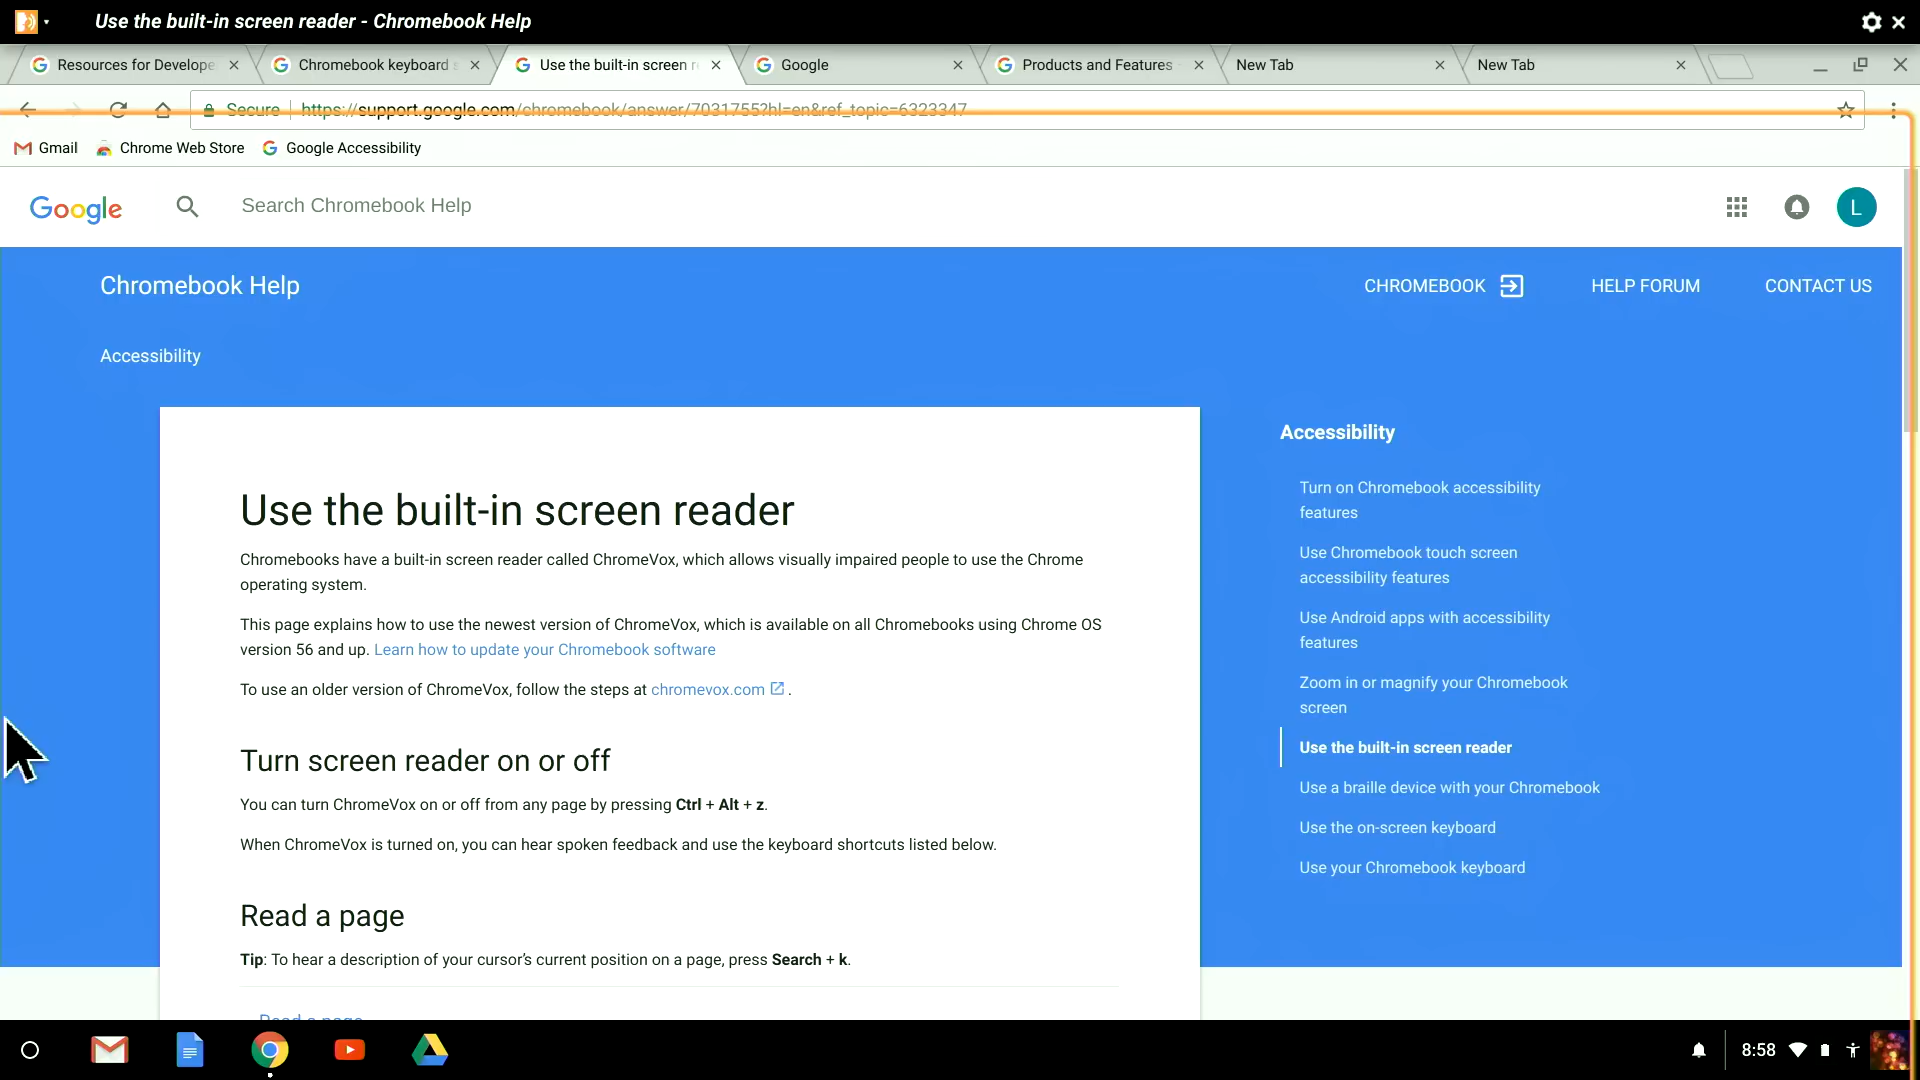 Use the built-in screen reader - Chromebook Help
Resources for Develope
Chromebook keyboard
Use the built-in screen r
Google
Products and Features
New Tab
New Tab
Secure https://support.google.com/chromebook/answer/7031755?hl=en&ref_topic=6323347
Gmail
Chrome Web Store
Google Accessibility
Google
Search Chromebook Help
L
Chromebook Help
CHROMEBOOK
HELP FORUM
CONTACT US
Accessibility
Use the built-in screen reader
Chromebooks have a built-in screen reader called ChromeVox, which allows visually impaired people to use the Chrome
operating system.
This page explains how to use the newest version of ChromeVox, which is available on all Chromebooks using Chrome OS
version 56 and up. Learn how to update your Chromebook software
To use an older version of ChromeVox, follow the steps at chromevox.com .
Turn screen reader on or off
You can turn ChromeVox on or off from any page by pressing Ctrl + Alt + z.
When ChromeVox is turned on, you can hear spoken feedback and use the keyboard shortcuts listed below.
Read a page
Tip: To hear a description of your cursor's current position on a page, press Search + k.
Read a page
Accessibility
Turn on Chromebook accessibility
features
Use Chromebook touch screen
accessibility features
Use Android apps with accessibility
features
Zoom in or magnify your Chromebook
screen
Use the built-in screen reader
Use a braille device with your Chromebook
Use the on-screen keyboard
Use your Chromebook keyboard
8:58